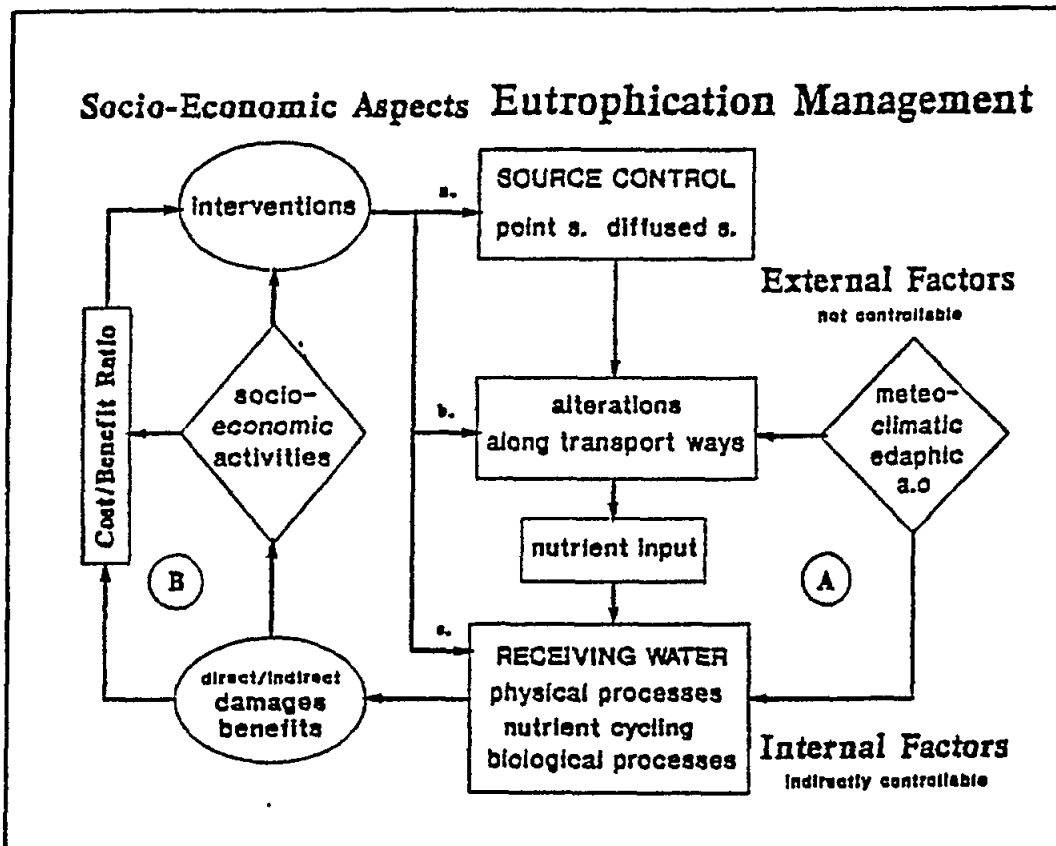 Socio-Economic Aspects Eutrophication Management
interventions
a.
SOURCE CONTROL
point s. diffused s.
External Factors
not controllable
Cost/Benefit Ratio
socio-
economic
activities
b.
alterations
along transport ways
meteo-
climatic
edaphic
a.o
nutrient input
B
A
c.
direct/indirect
damages
benefits
RECEIVING WATER
physical processes
nutrient cycling
biological processes
Internal Factors
indirectly controllable